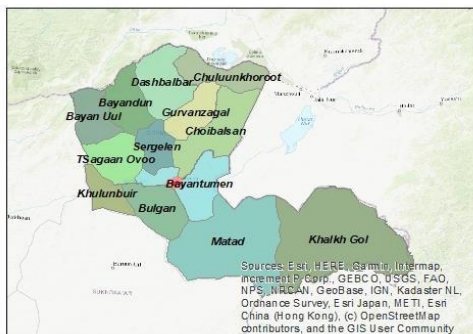 Dashbalbar
Chuluunkhoroot
Bayandun
Gurvanzagal
Bayan Uul
Choibalsan
Sergelen
TSagaan Ovoo
Bayantumen
Khulunbuir
Bulgan
Matad
Khalkh Gol
Sources: Esri, HERE, Garmin, Intermap,
increment P Corp., GEBCO, USGS, FAO,
NPS, NRCAN, GeoBase, IGN, Kadaster NL,
Ordnance Survey, Esri Japan, METI, Esri
China (Hong Kong), (c) OpenStreetMap
contributors, and the GIS User Community